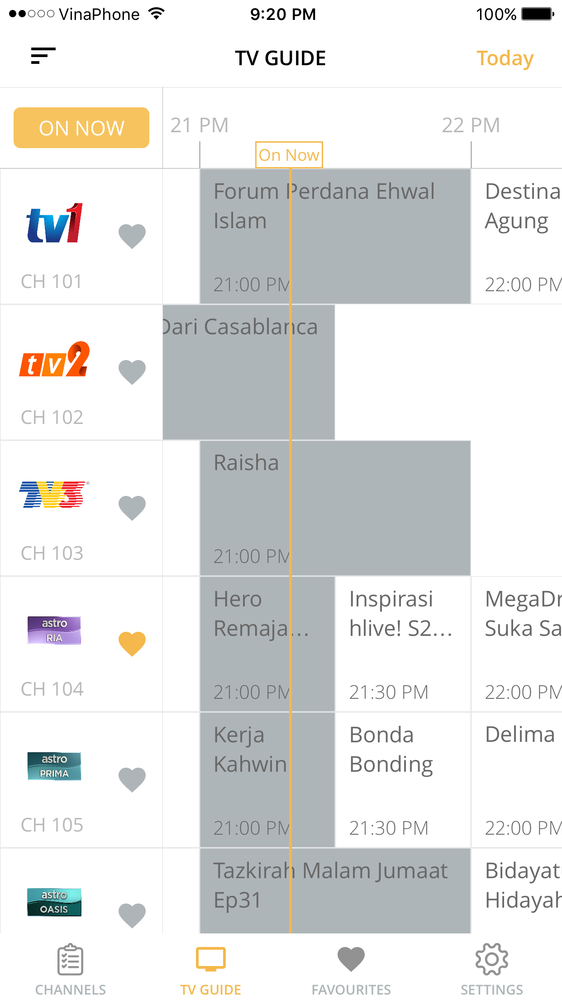 VinaPhone 9:20 PM 100%
TV GUIDE Today
ON NOW
21 PM 22 PM
On Now
tv1
CH 101
Forum Perdana Ehwal
Islam
21:00 PM
Destina
Agung
22:00 PM
tv2
CH 102
Dari Casablanca
TV3
CH 103
Raisha
21:00 PM
astro
RIA
CH 104
Hero
Remaja...
21:00 PM
Inspirasi
hlive! S2...
21:30 PM
MegaDr
Suka Sa
22:00 PM
astro
PRIMA
CH 105
Kerja
Kahwin
21:00 PM
Bonda
Bonding
21:30 PM
Delima
22:00 PM
astro
OASIS
Tazkirah Malam Jumaat
Ep31
Bidayatu
Hidayah
CHANNELS TV GUIDE FAVOURITES SETTINGS